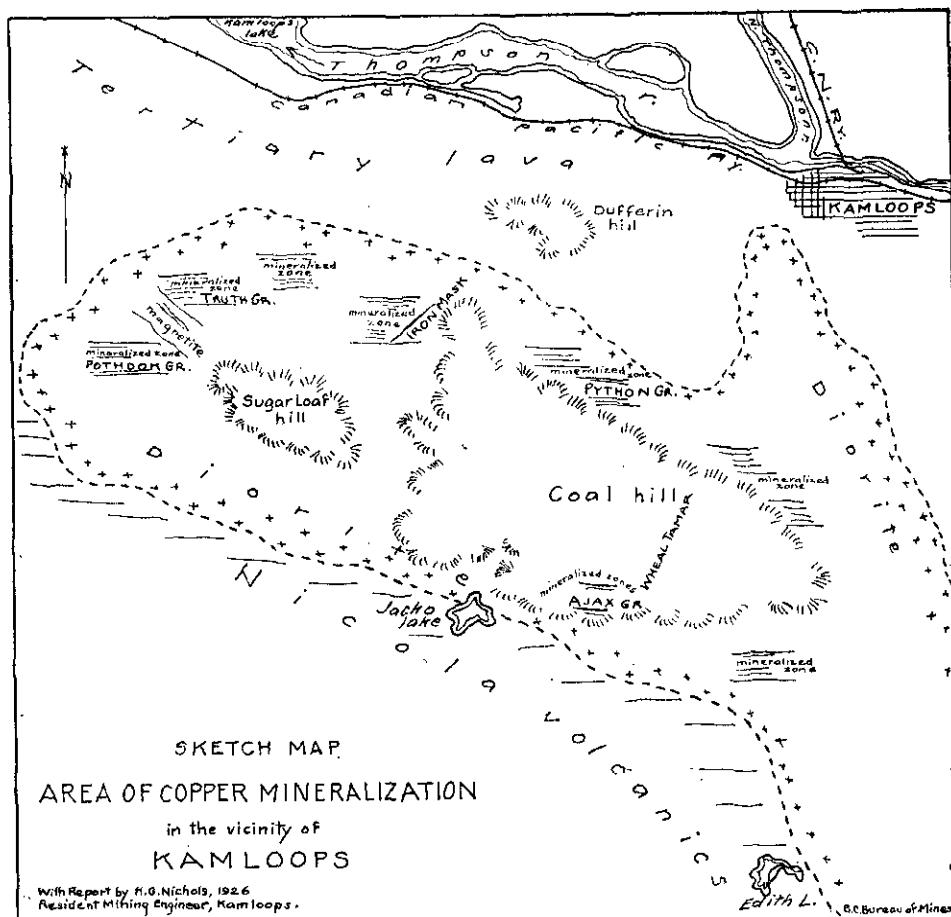 Kamloops
lake
Thompson r.
N. Thompson
C. N. RY.
Canadian Pacific RY.
Tertiary lava
N
KAMLOOPS
Dufferin
hill
mineralized
zone
mineralized
zone
TRUTH GR.
magnetite
mineralized
zone
IRON MASK
mineralized zone
POTHOOK GR.
mineralized
zone
PYTHON GR.
Sugar Loaf
hill
Diorite
Diorite
Coal hill
mineralized
zone
WHEAL TAMAR
mineralized zones
AJAX GR.
Jacko
lake
Nicola Volcanics
mineralized
zone
SKETCH MAP.
AREA OF COPPER MINERALIZATION
in the vicinity of
KAMLOOPS
With Report by H.G. Nichols, 1926
Resident Mining Engineer, Kamloops.
Edith L.
B.C. Bureau of Mines